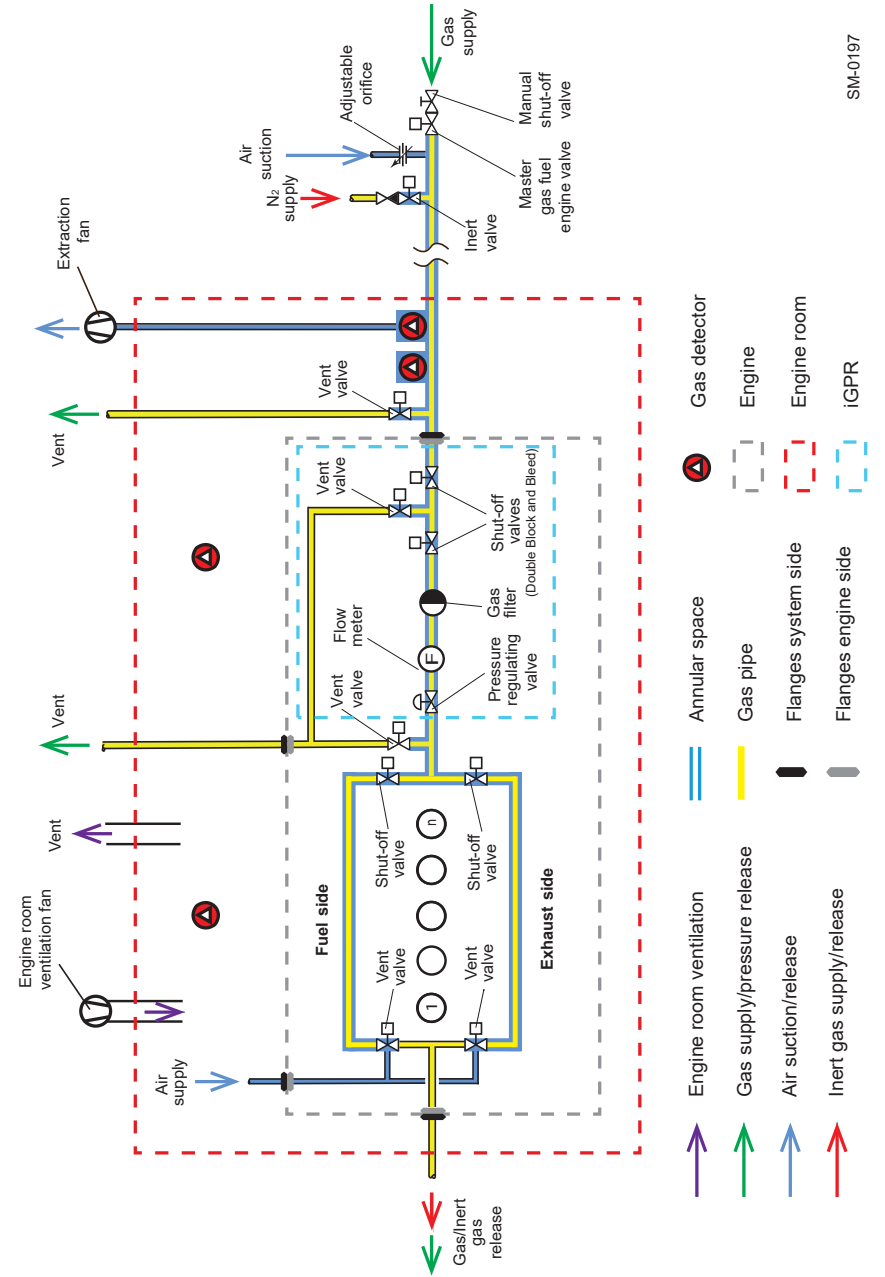 Gas
supply
Manual
shut-off
valve
Adjustable
orifice
Master
gas fuel
engine valve
Air
suction
N2
supply
Inert
valve
Extraction
fan
Vent
valve
Vent
Vent
valve
Shut-off
valves
(Double Block and Bleed)
Gas
filter
Flow
meter
F
Pressure
regulating
valve
Vent
valve
Vent
Vent
Shut-off
valve
Shut-off
valve
Fuel side
Exhaust side
1
n
Vent
valve
Vent
valve
Engine room
ventilation fan
Air
supply
Gas/Inert
gas
release
Engine room ventilation
Gas supply/pressure release
Air suction/release
Inert gas supply/release
Annular space
Gas pipe
Flanges system side
Flanges engine side
Gas detector
Engine
Engine room
iGPR
SM-0197